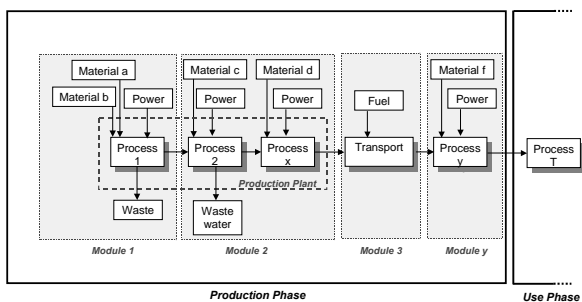 Material a
Material b
Power
Material c
Power
Material d
Power
Fuel
Material f
Power
Process
1
Process
2
Process
x
Transport
Process
y
Process
T
Production Plant
Waste
Waste
water
Module 1
Module 2
Module 3
Module y
Production Phase
Use Phase